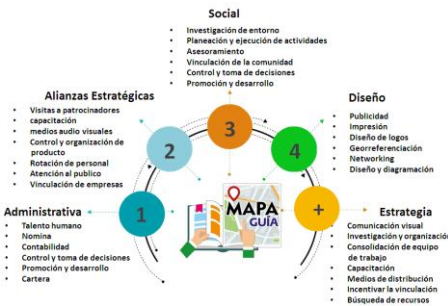 Social
• Investigación de entorno
• Planeación y ejecución de actividades
• Asesoramiento
• Vinculación de la comunidad
• Control y toma de decisiones
• Promoción y desarrollo
Alianzas Estratégicas
• Visitas a patrocinadores
• capacitación
• medios audio visuales
• Control y organización de
producto
• Rotación de personal
• Atención al publico
• Vinculación de empresas
Diseño
• Publicidad
• Impresión
• Diseño de logos
• Georreferenciación
• Networking
• Diseño y diagramación
3
2
4
1
+
MAPA
GUÍA
Administrativa
• Talento humano
• Nomina
• Contabilidad
• Control y toma de decisiones
• Promoción y desarrollo
• Cartera
Estrategia
• Comunicación visual
• Investigación y organización
• Consolidación de equipo
de trabajo
• Capacitación
• Medios de distribución
• Incentivar la vinculación
• Búsqueda de recursos